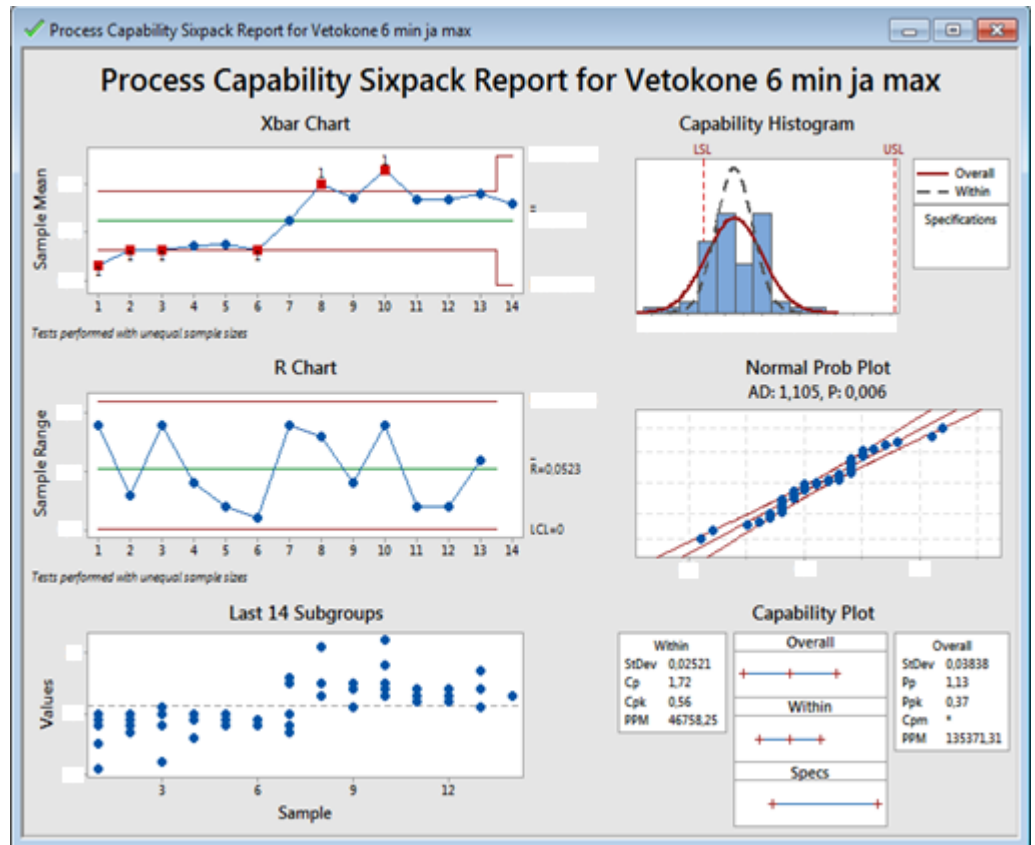 Process Capability Sixpack Report for Vetokone 6 min ja max
Process Capability Sixpack Report for Vetokone 6 min ja max
Xbar Chart
Sample Mean
1
1
1 2 3 4 5 6 7 8 9 10 11 12 13 14
Tests performed with unequal sample sizes
Capability Histogram
LSL USL
Overall
Within
Specifications
R Chart
Sample Range
R=0.0523
LCL=0
1 2 3 4 5 6 7 8 9 10 11 12 13 14
Tests performed with unequal sample sizes
Normal Prob Plot
AD: 1,105, P: 0,006
Last 14 Subgroups
Values
3 6 9 12
Sample
Capability Plot
Within
StDev 0,02521
Cp 1,72
Cpk 0,56
PPM 46758,25
Overall
Within
Specs
Overall
StDev 0,03838
Pp 1,13
Ppk 0,37
Cpm *
PPM 135371,31